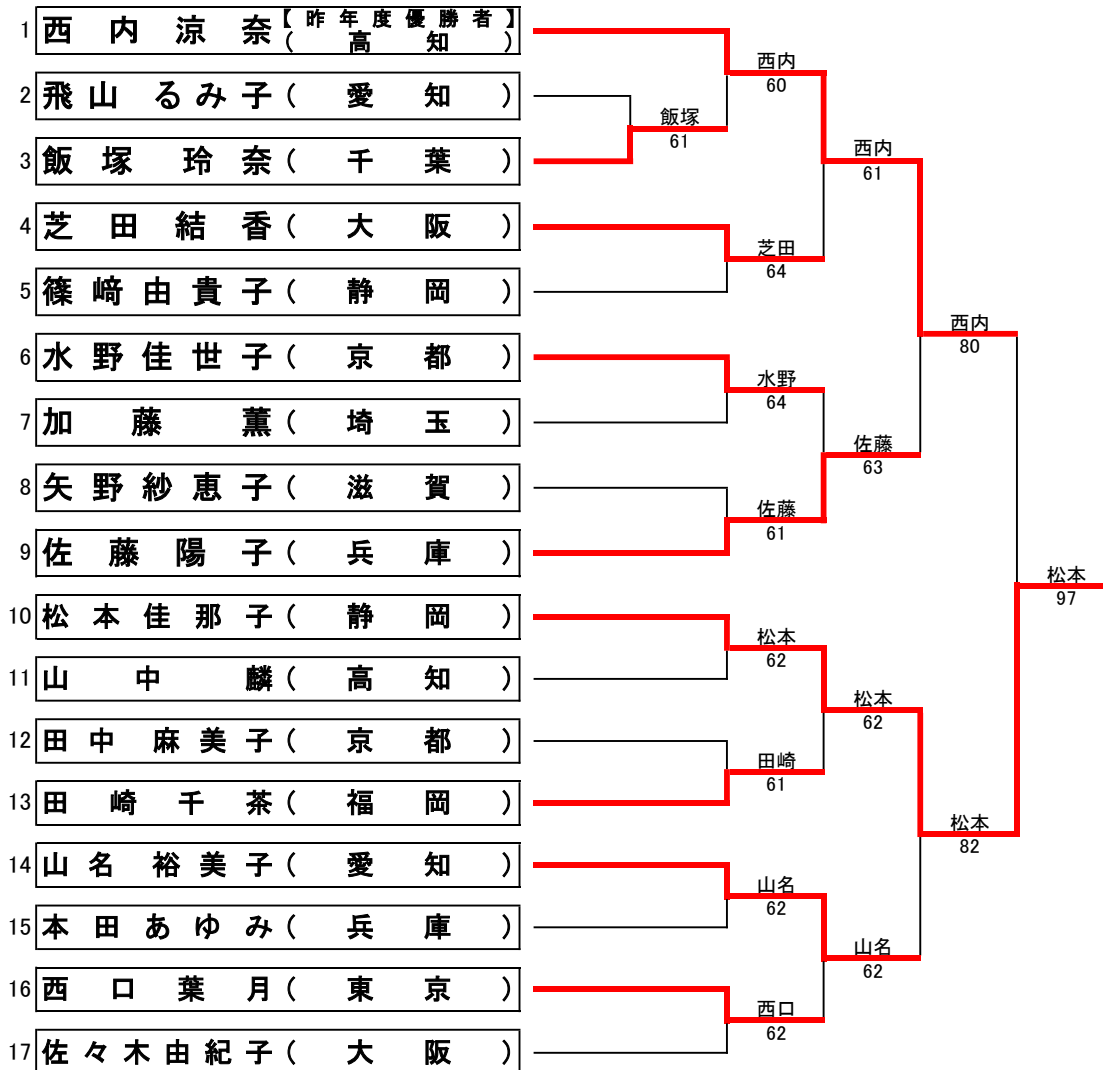 1 西内涼奈【昨年度優勝者】(高知)
2 飛山るみ子(愛知)
3 飯塚玲奈(千葉)
4 芝田結香(大阪)
5 篠﨑由貴子(静岡)
6 水野佳世子(京都)
7 加藤薫(埼玉)
8 矢野紗恵子(滋賀)
9 佐藤陽子(兵庫)
10 松本佳那子(静岡)
11 山中麟(高知)
12 田中麻美子(京都)
13 田崎千茶(福岡)
14 山名裕美子(愛知)
15 本田あゆみ(兵庫)
16 西口葉月(東京)
17 佐々木由紀子(大阪)
飯塚
61
西内
60
芝田
64
水野
64
佐藤
61
松本
62
田崎
61
山名
62
西口
62
西内
61
佐藤
63
松本
62
山名
62
西内
80
松本
82
松本
97